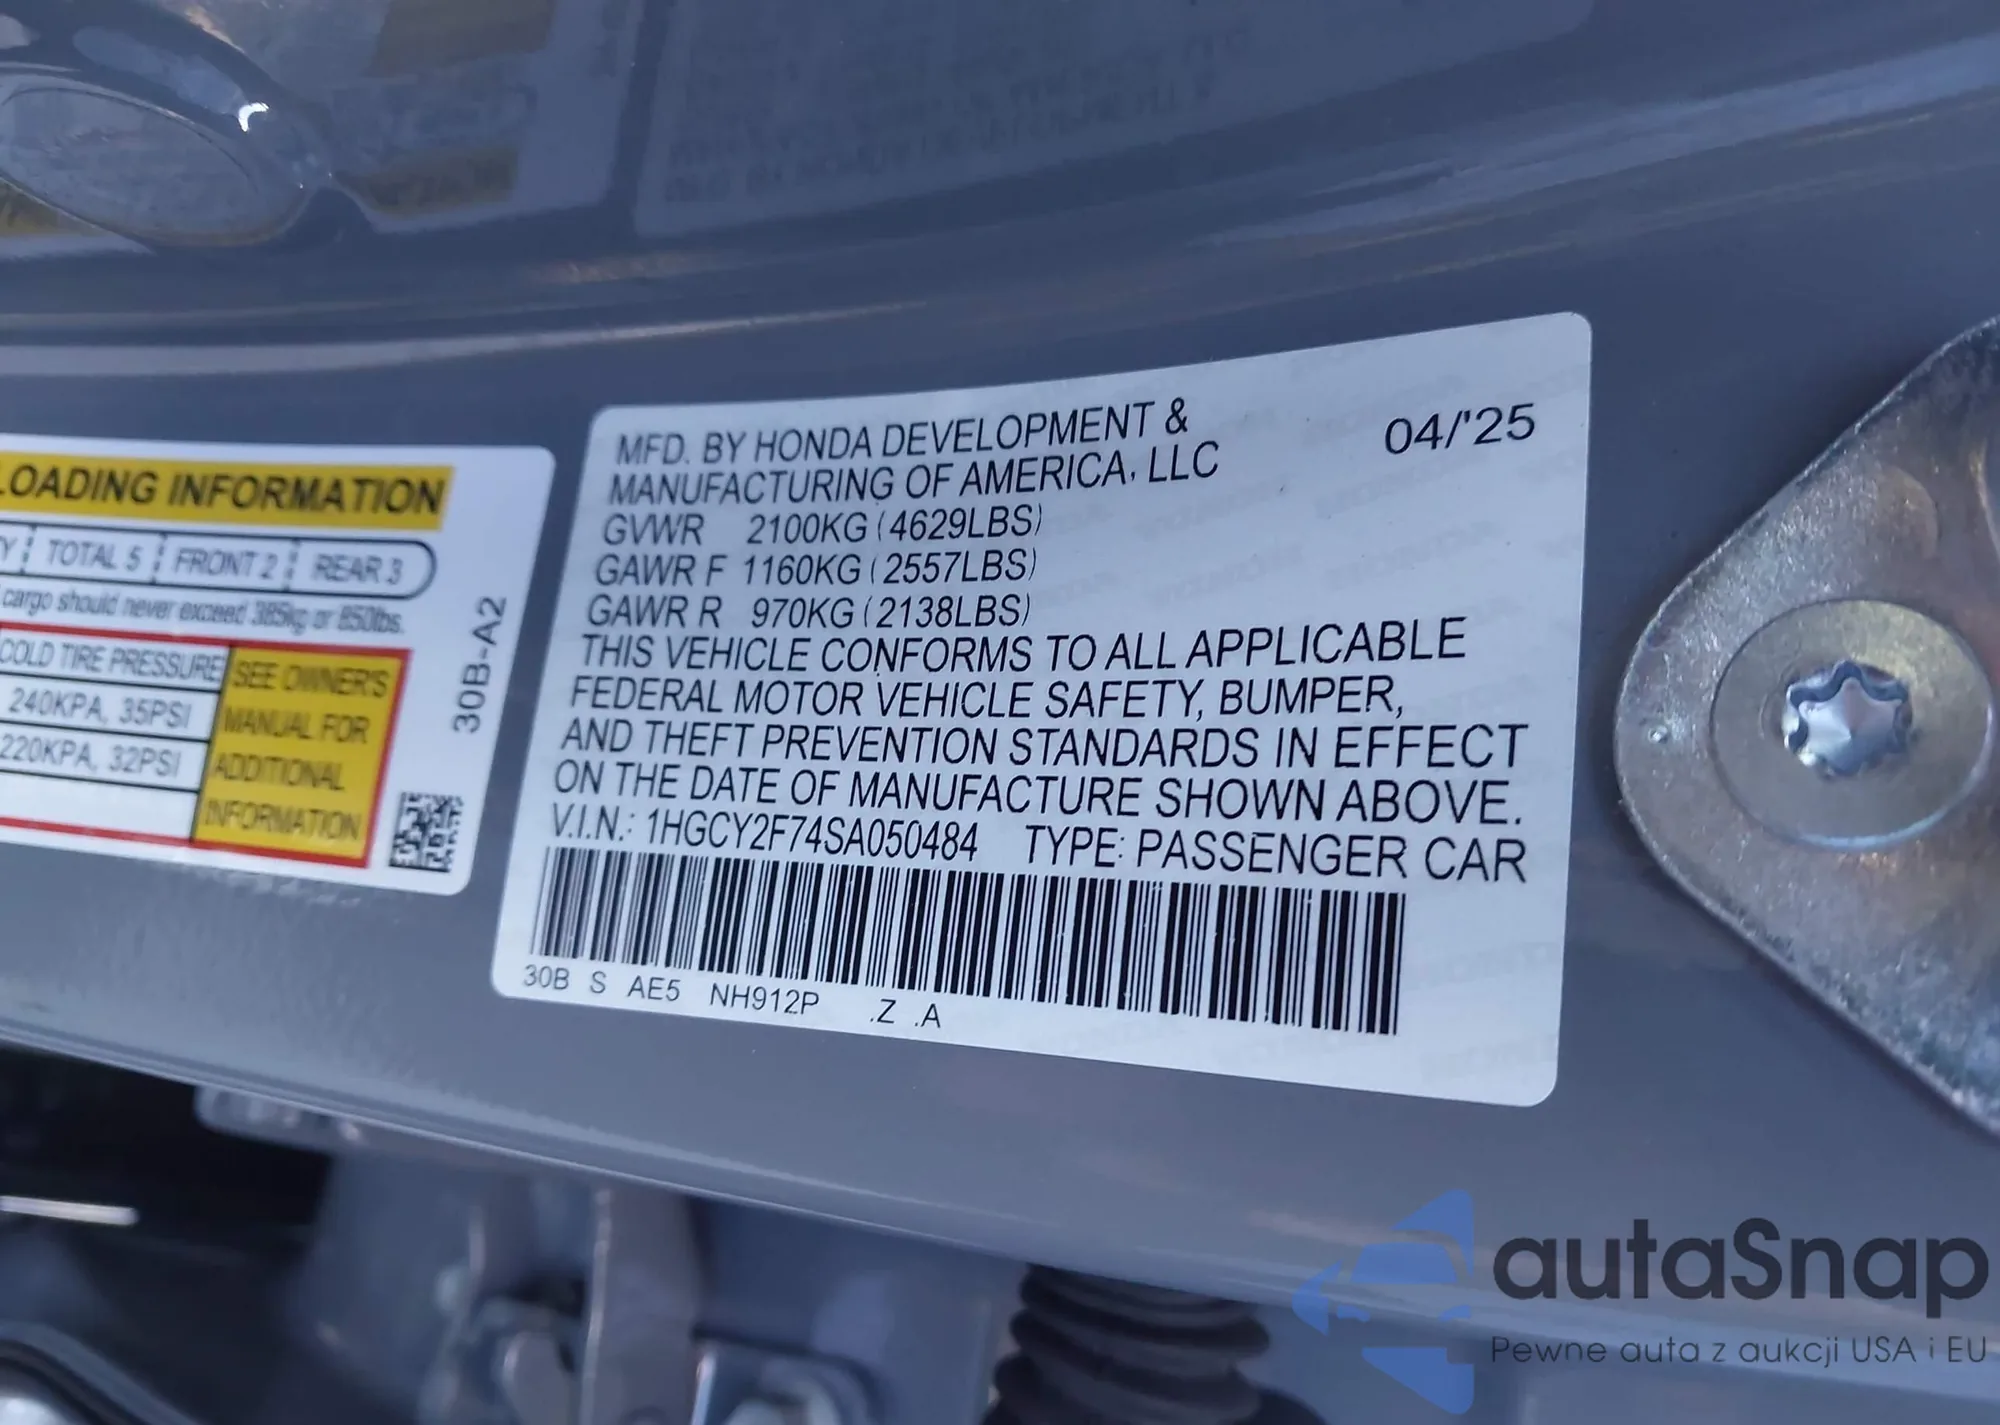 LOADING INFORMATION
TOTAL 5 FRONT 2 REAR 3
cargo should never exceed 385kg or 850lbs.
COLD TIRE PRESSURE
240KPA, 35PSI
220KPA, 32PSI
SEE OWNER'S
MANUAL FOR
ADDITIONAL
INFORMATION
30B-A2
MFD. BY HONDA DEVELOPMENT &
MANUFACTURING OF AMERICA, LLC
04/'25
GVWR 2100KG (4629LBS)
GAWR F 1160KG (2557LBS)
GAWR R 970KG (2138LBS)
THIS VEHICLE CONFORMS TO ALL APPLICABLE
FEDERAL MOTOR VEHICLE SAFETY, BUMPER,
AND THEFT PREVENTION STANDARDS IN EFFECT
ON THE DATE OF MANUFACTURE SHOWN ABOVE.
V.I.N.: 1HGCY2F74SA050484 TYPE: PASSENGER CAR
30B S AE5 NH912P .Z .A
autaSnap
Pewne auta z aukcji USA i EU